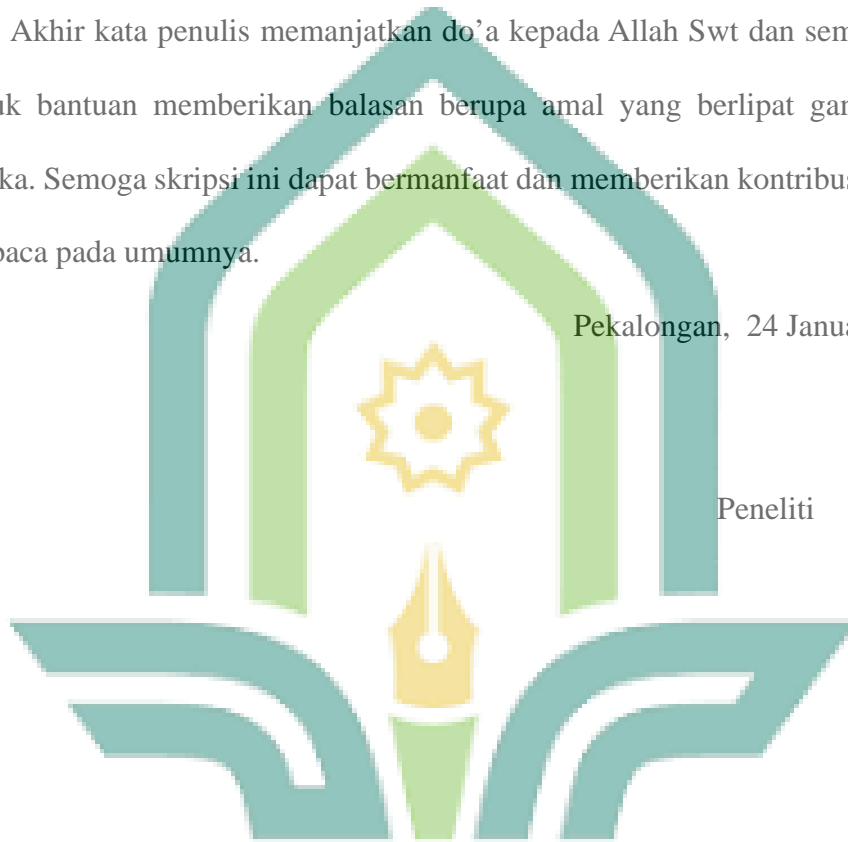 Akhir kata penulis memanjatkan do’a kepada Allah Swt dan sem
uk bantuan memberikan balasan berupa amal yang berlipat gan
ka. Semoga skripsi ini dapat bermanfaat dan memberikan kontribus
baca pada umumnya.
Pekalongan, 24 Janua
Peneliti